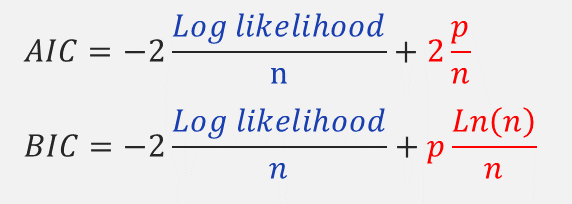 AIC = −2 Log likelihood / n + 2 p / n
BIC = −2 Log likelihood / n + p Ln(n) / n